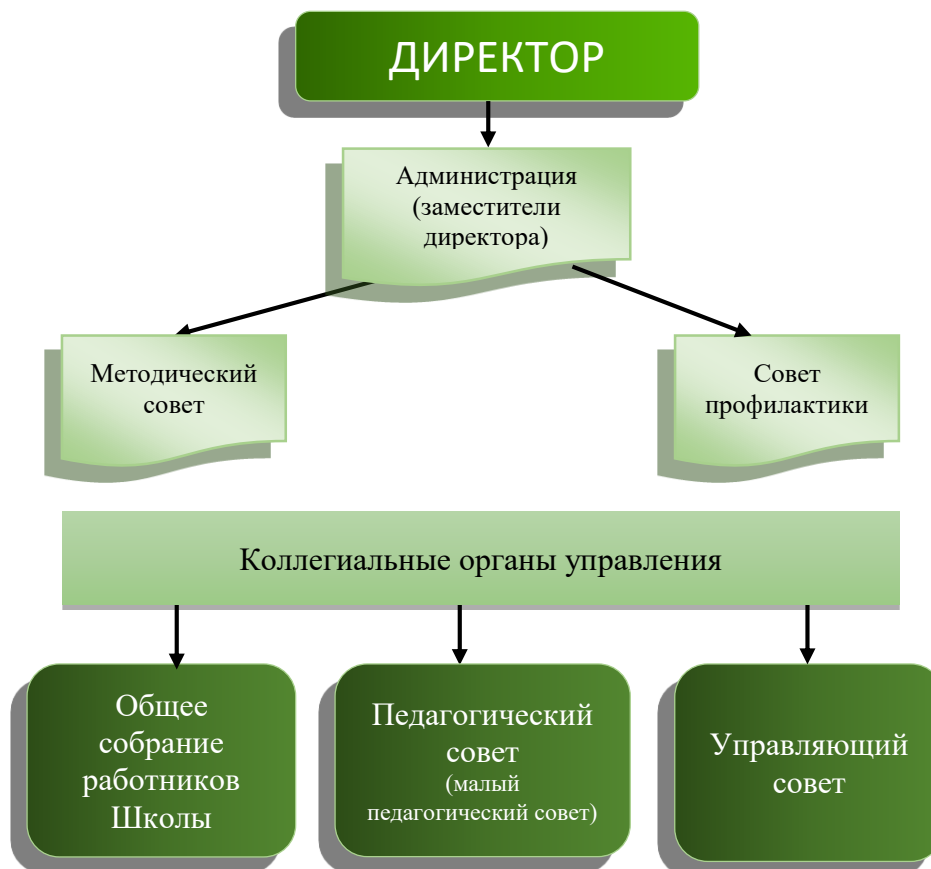 ДИРЕКТОР
Администрация
(заместители
директора)
Методический
совет
Совет
профилактики
Коллегиальные органы управления
Общее
собрание
работников
Школы
Педагогический
совет
(малый
педагогический совет)
Управляющий
совет